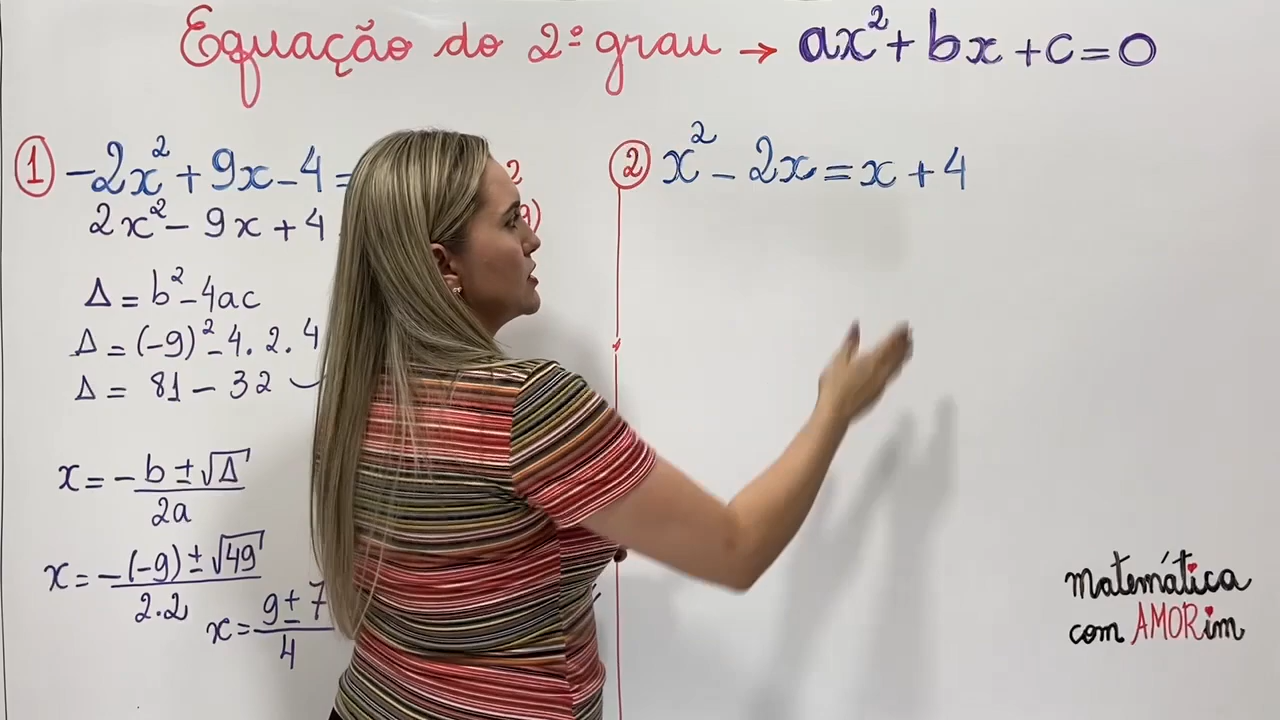 Equação do 2º grau → ax² + bx + c = 0
① -2x² + 9x - 4 =
2x² - 9x + 4
Δ = b² - 4ac
Δ = (-9)² - 4 . 2 . 4
Δ = 81 - 32
x = -b ± √Δ / 2a
x = -(-9) ± √49 / 2.2
x = 9 ± 7 / 4
2
9)
② x² - 2x = x + 4
Matemática
com AMORim